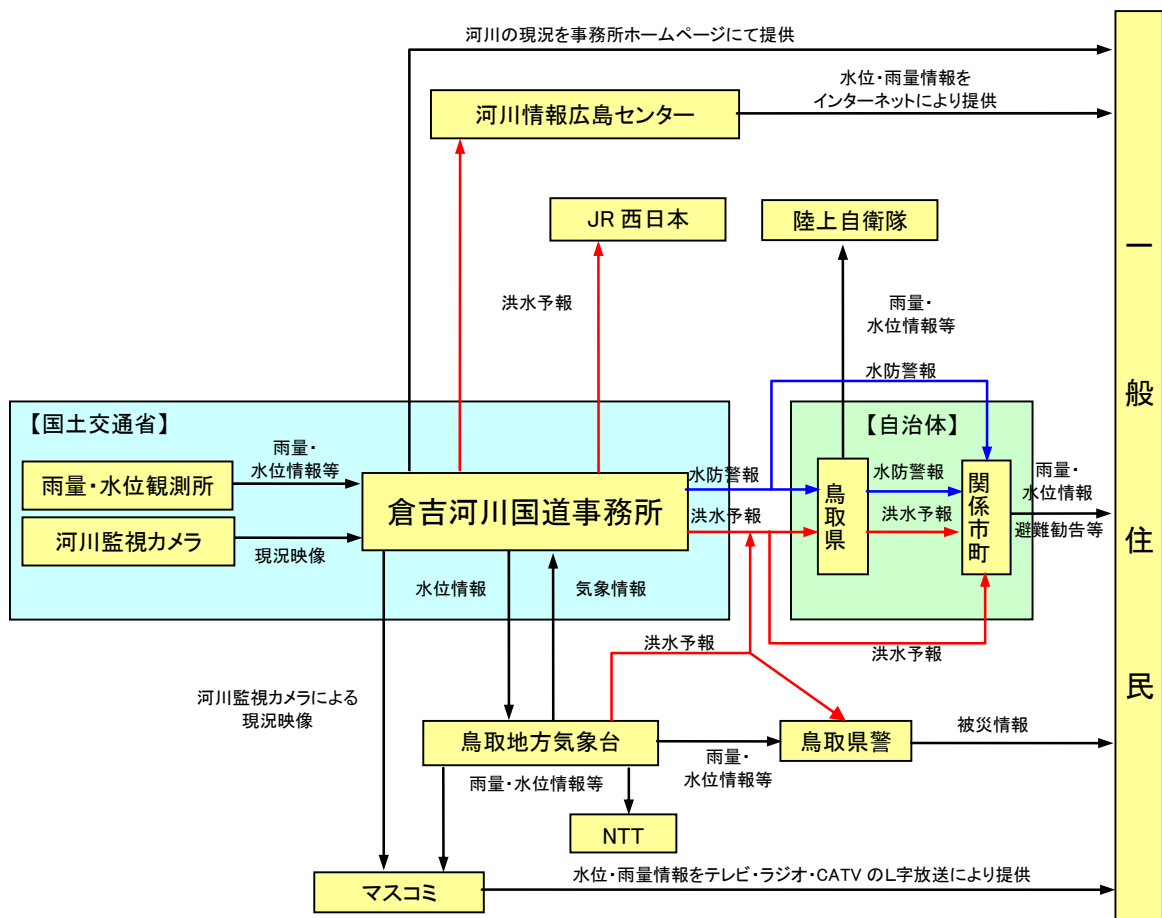 河川の現況を事務所ホームページにて提供
水位・雨量情報を
インターネットにより提供
河川情報広島センター
JR 西日本
陸上自衛隊
洪水予報
雨量・
水位情報等
水防警報
【国土交通省】
【自治体】
雨量・
水位情報等
雨量・水位観測所
倉吉河川国道事務所
河川監視カメラ
現況映像
水防警報
洪水予報
鳥取県
水防警報
洪水予報
関係市町
雨量・
水位情報
避難勧告等
一般住民
水位情報
気象情報
洪水予報
洪水予報
河川監視カメラによる
現況映像
鳥取地方気象台
雨量・
水位情報等
鳥取県警
被災情報
雨量・水位情報等
NTT
マスコミ
水位・雨量情報をテレビ・ラジオ・CATV のL字放送により提供